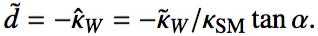 d̃ = −κ̂_W = −κ̃_W/κ_SM tan α.